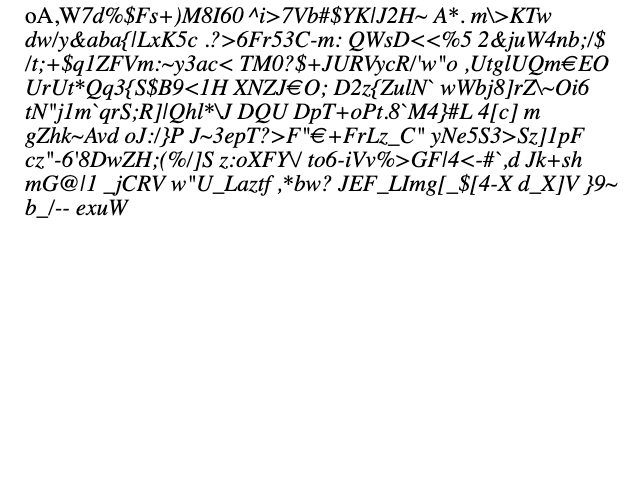 oA,W7d%$Fs+)M8I60 ^i>7Vb#$YK|J2H~ A*. m\>KTw
dw/y&aba{|LxK5c .?>6Fr53C-m: QWsD<<%5 2&juW4nb;/$
/t;+$q1ZFVm:~y3ac< TM0?$+JURVycR/'w"o ,UtglUQm€EO
UrUt*Qq3{S$B9<1H XNZJ€O; D2z{ZulN` wWbj8]rZ\~Oi6
tN"j1m`qrS;R]|Qhl*\J DQU DpT+oPt.8`M4}#L 4[c] m
gZhk~Avd oJ:/}P J~3epT?>F"€+FrLz_C" yNe5S3>Sz]1pF
cz"-6'8DwZH;(%/]S z:oXFY\/ to6-iVv%>GF|4<-#`,d Jk+sh
mG@|1 _jCRV w"U_Laztf ,*bw? JEF_LImg[_$[4-X d_X]V }9~
b_/-- exuW